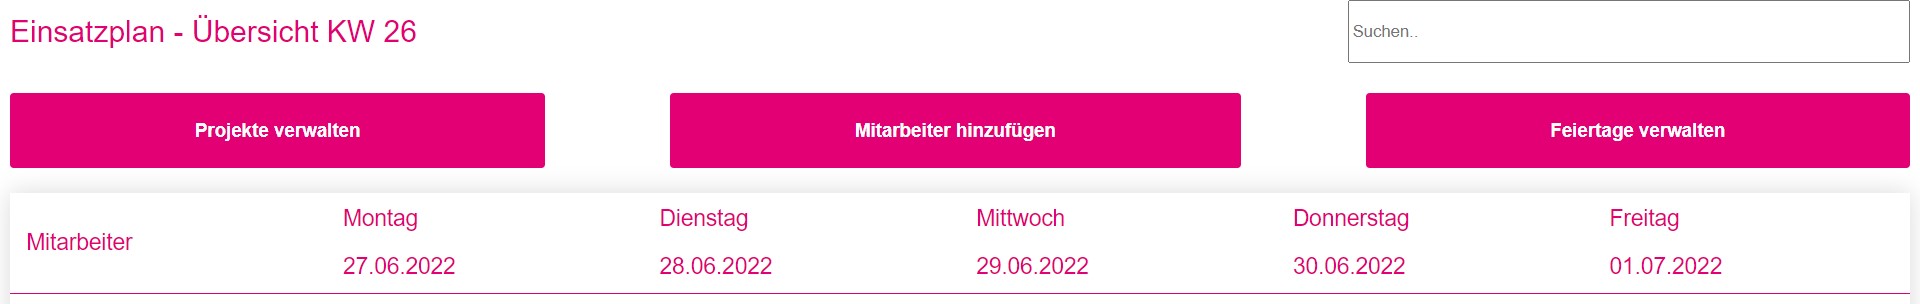 Einsatzplan - Übersicht KW 26
Suchen..
Projekte verwalten
Mitarbeiter hinzufügen
Feiertage verwalten
Mitarbeiter
Montag
27.06.2022
Dienstag
28.06.2022
Mittwoch
29.06.2022
Donnerstag
30.06.2022
Freitag
01.07.2022